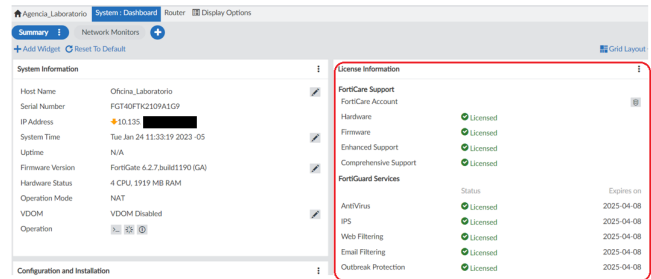 Agencia_Laboratorio System : Dashboard Router Display Options
Summary Network Monitors
Add Widget Reset To Default Grid Layout
System Information
Host Name Oficina_Laboratorio
Serial Number FGT40FTK2109A1G9
IP Address 10.135.
System Time Tue Jan 24 11:33:19 2023 -05
Uptime N/A
Firmware Version FortiGate 6.2.7,build1190 (GA)
Hardware Status 4 CPU, 1919 MB RAM
Operation Mode NAT
VDOM VDOM Disabled
Operation
Configuration and Installation
License Information
FortiCare Support
FortiCare Account
Hardware Licensed
Firmware Licensed
Enhanced Support Licensed
Comprehensive Support Licensed
FortiGuard Services
Status Expires on
AntiVirus Licensed 2025-04-08
IPS Licensed 2025-04-08
Web Filtering Licensed 2025-04-08
Email Filtering Licensed 2025-04-08
Outbreak Protection Licensed 2025-04-08